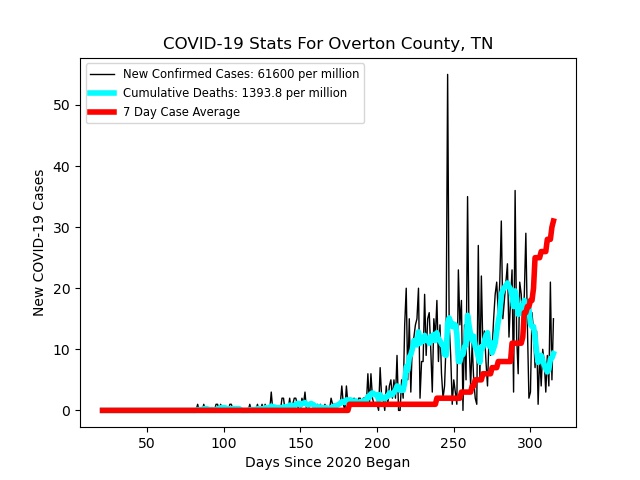 COVID-19 Stats For Overton County, TN
New Confirmed Cases: 61600 per million
Cumulative Deaths: 1393.8 per million
7 Day Case Average
New COVID-19 Cases
50
40
30
20
10
0
50 100 150 200 250 300
Days Since 2020 Began